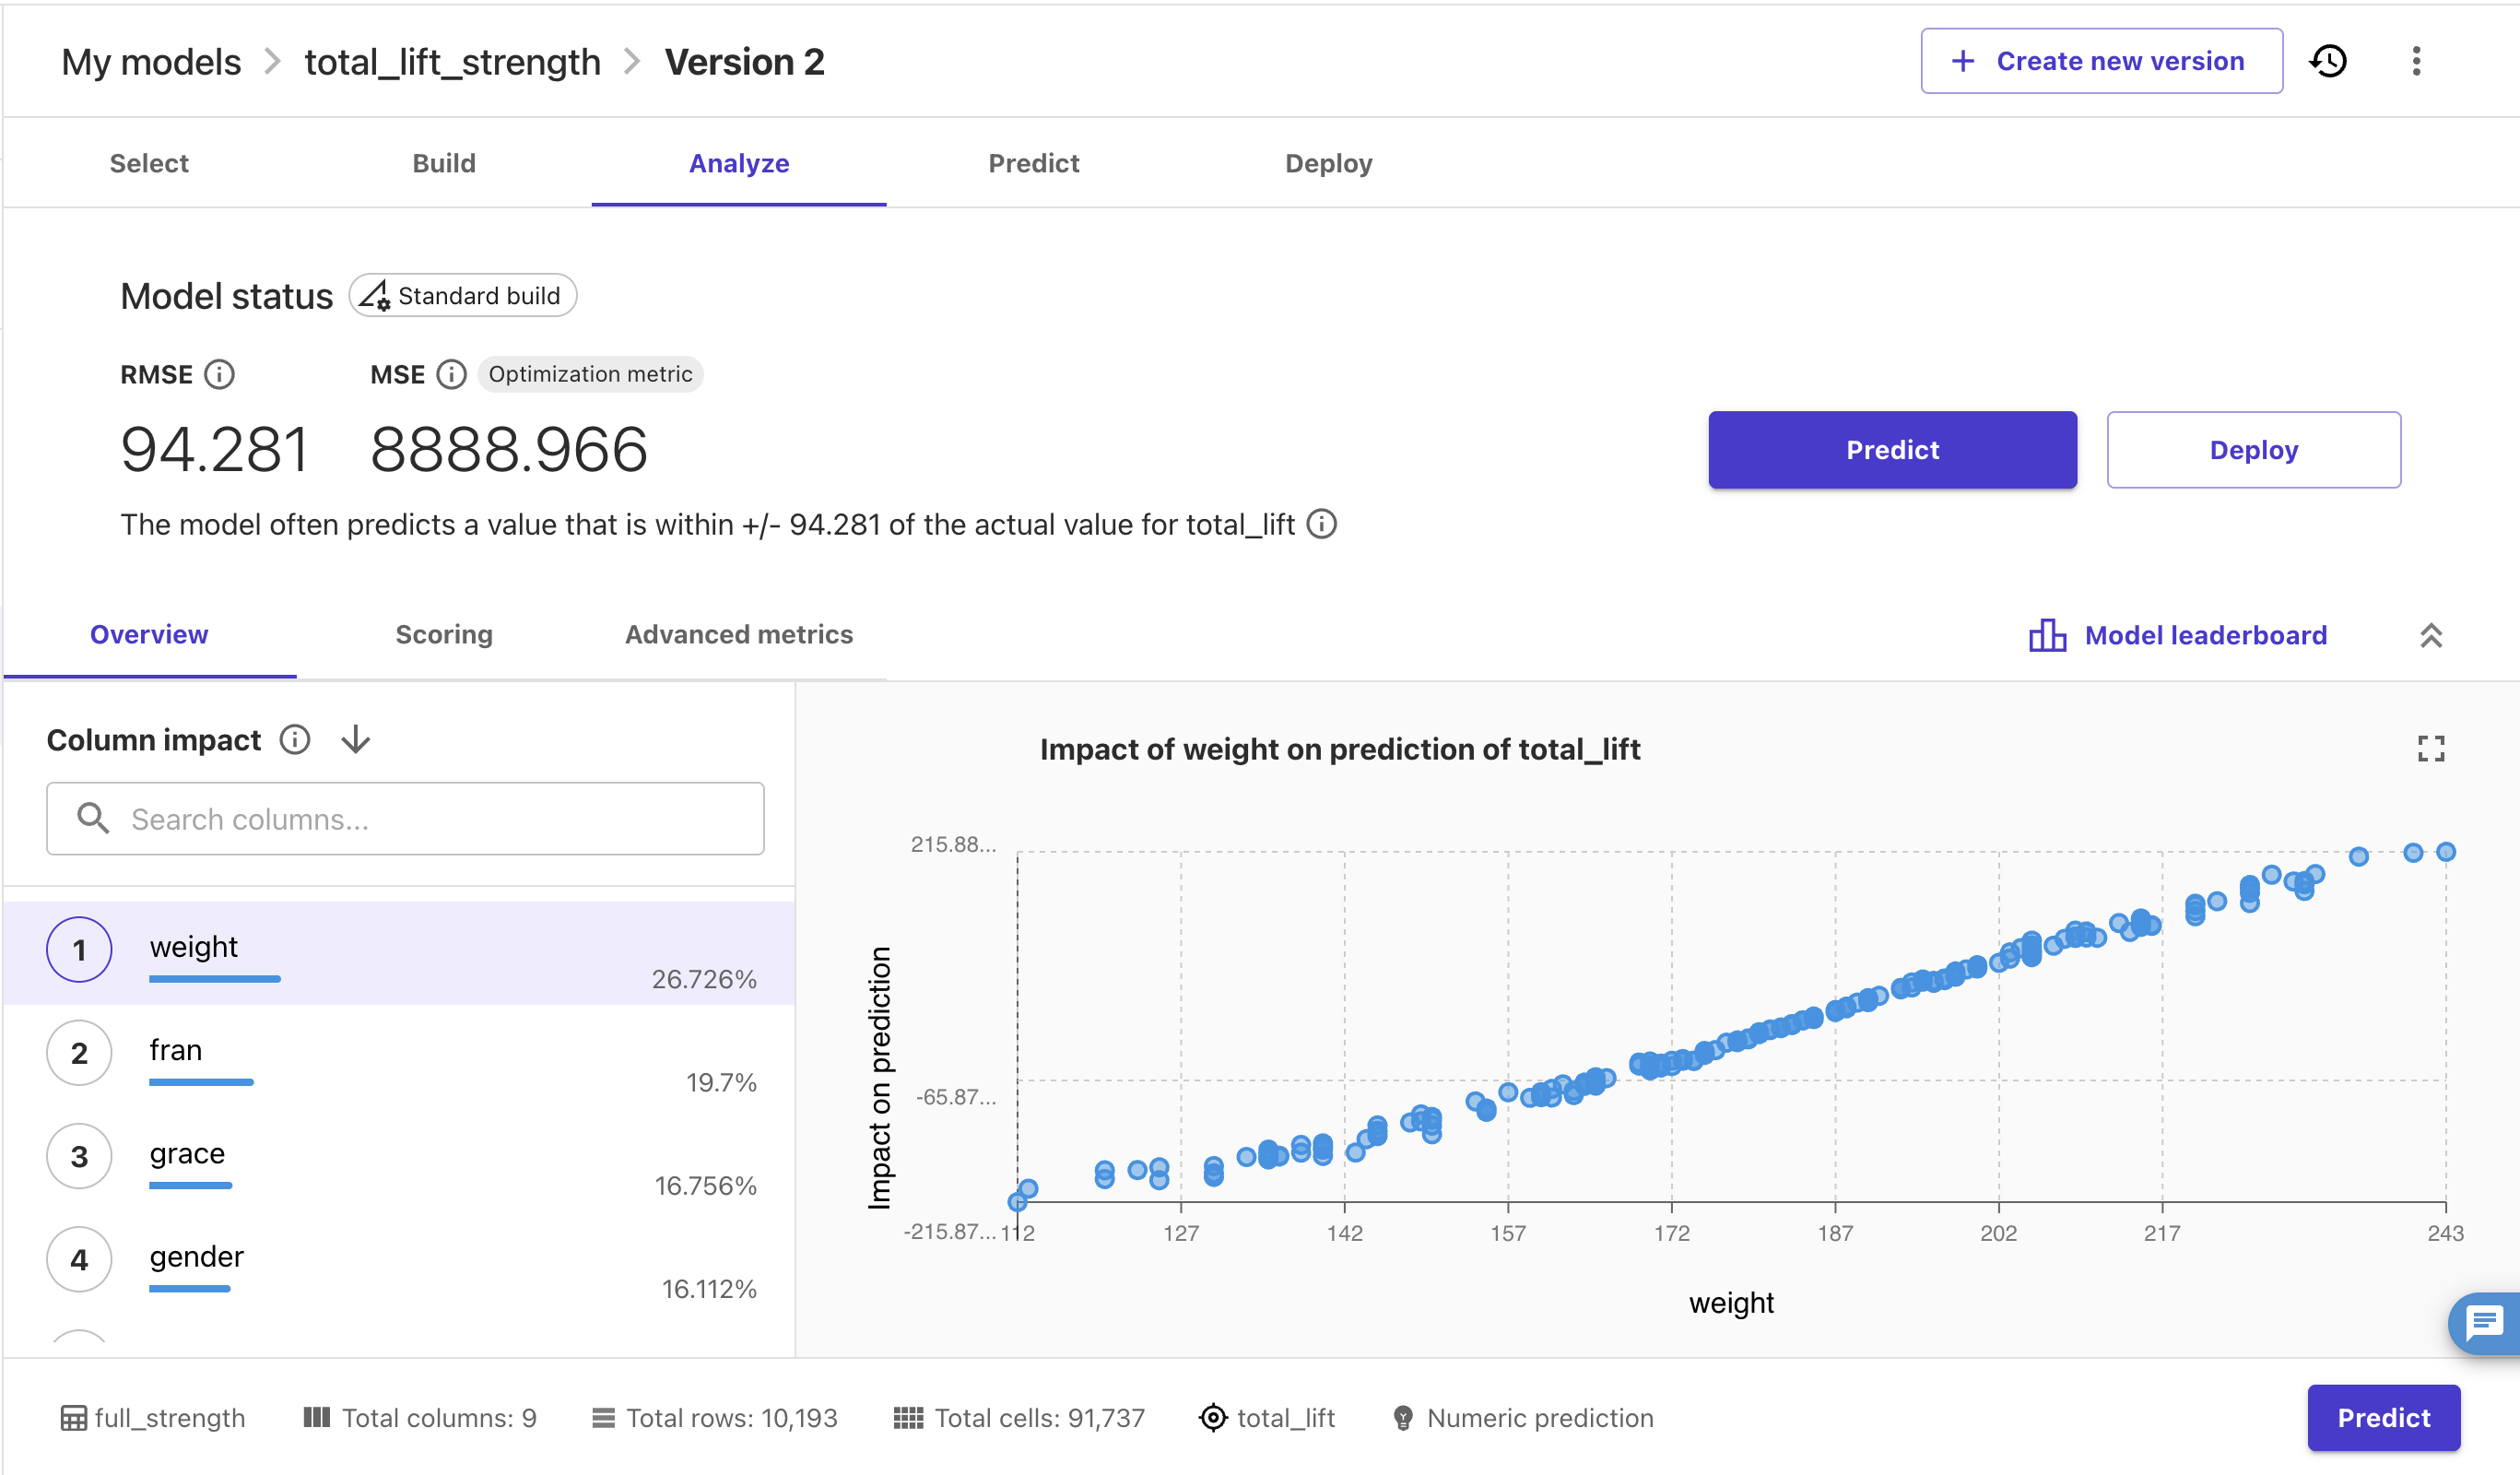 My models > total_lift_strength > Version 2
+ Create new version
Select Build Analyze Predict Deploy
Model status Standard build
RMSE MSE Optimization metric
94.281 8888.966
Predict Deploy
The model often predicts a value that is within +/- 94.281 of the actual value for total_lift
Overview Scoring Advanced metrics
Model leaderboard
Column impact
Search columns...
1 weight 26.726%
2 fran 19.7%
3 grace 16.756%
4 gender 16.112%
Impact of weight on prediction of total_lift
Impact on prediction
215.88...
-65.87...
-215.87...
112 127 142 157 172 187 202 217 243
weight
full_strength Total columns: 9 Total rows: 10,193 Total cells: 91,737 total_lift Numeric prediction
Predict